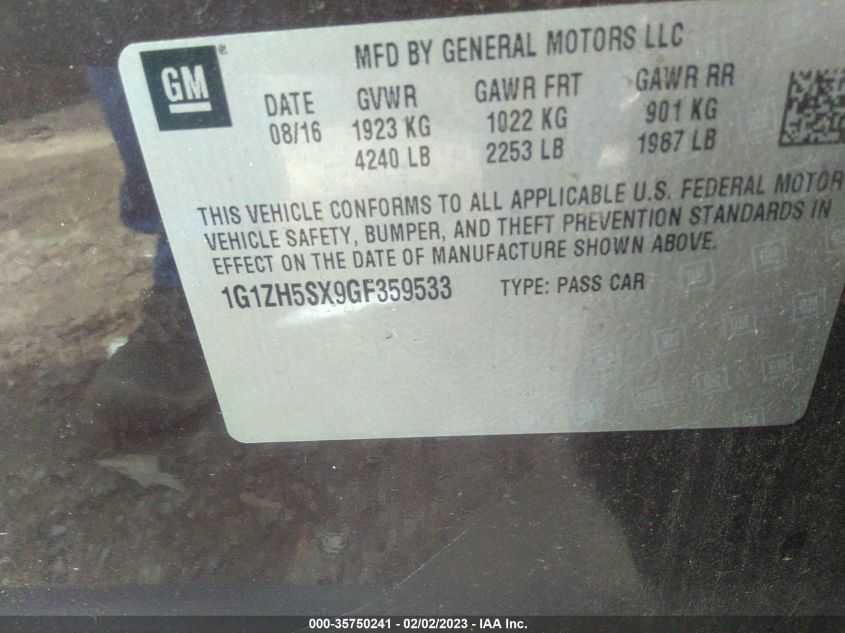 GM
MFD BY GENERAL MOTORS LLC
DATE GVWR GAWR FRT GAWR RR
08/16 1923 KG 1022 KG 901 KG
4240 LB 2253 LB 1987 LB
THIS VEHICLE CONFORMS TO ALL APPLICABLE U.S. FEDERAL MOTOR
VEHICLE SAFETY, BUMPER, AND THEFT PREVENTION STANDARDS IN
EFFECT ON THE DATE OF MANUFACTURE SHOWN ABOVE.
1G1ZH5SX9GF359533 TYPE: PASS CAR
000-35750241 - 02/02/2023 - IAA Inc.